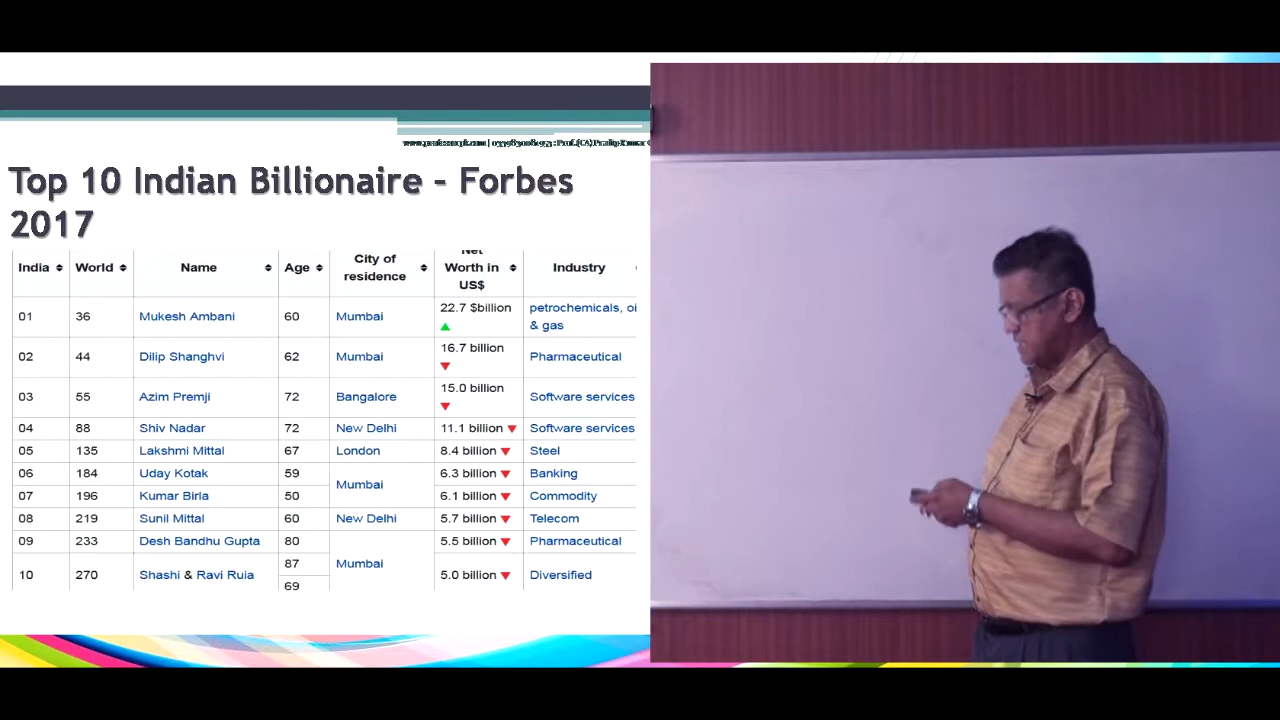 Top 10 Indian Billionaire - Forbes
2017
India World Name Age City of residence Net Worth in US$ Industry
01 36 Mukesh Ambani 60 Mumbai 22.7 $billion petrochemicals, oi & gas
02 44 Dilip Shanghvi 62 Mumbai 16.7 billion Pharmaceutical
03 55 Azim Premji 72 Bangalore 15.0 billion Software services
04 88 Shiv Nadar 72 New Delhi 11.1 billion Software services
05 135 Lakshmi Mittal 67 London 8.4 billion Steel
06 184 Uday Kotak 59 Mumbai 6.3 billion Banking
07 196 Kumar Birla 50 6.1 billion Commodity
08 219 Sunil Mittal 60 New Delhi 5.7 billion Telecom
09 233 Desh Bandhu Gupta 80 Mumbai 5.5 billion Pharmaceutical
10 270 Shashi & Ravi Ruia 87 69 5.0 billion Diversified